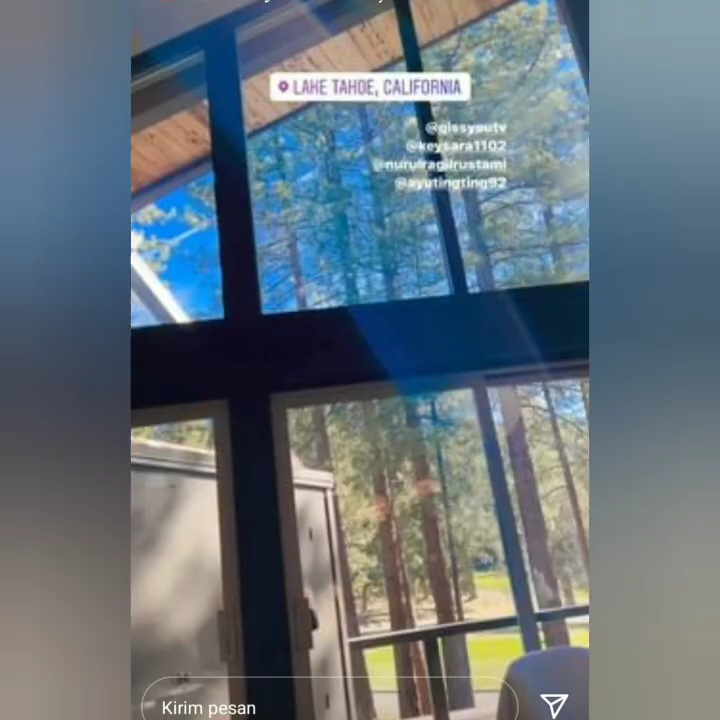 LAKE TAHOE, CALIFORNIA
@gissyputv
@keysara1102
@nurulragilrustami
@ayutingting92
Kirim pesan